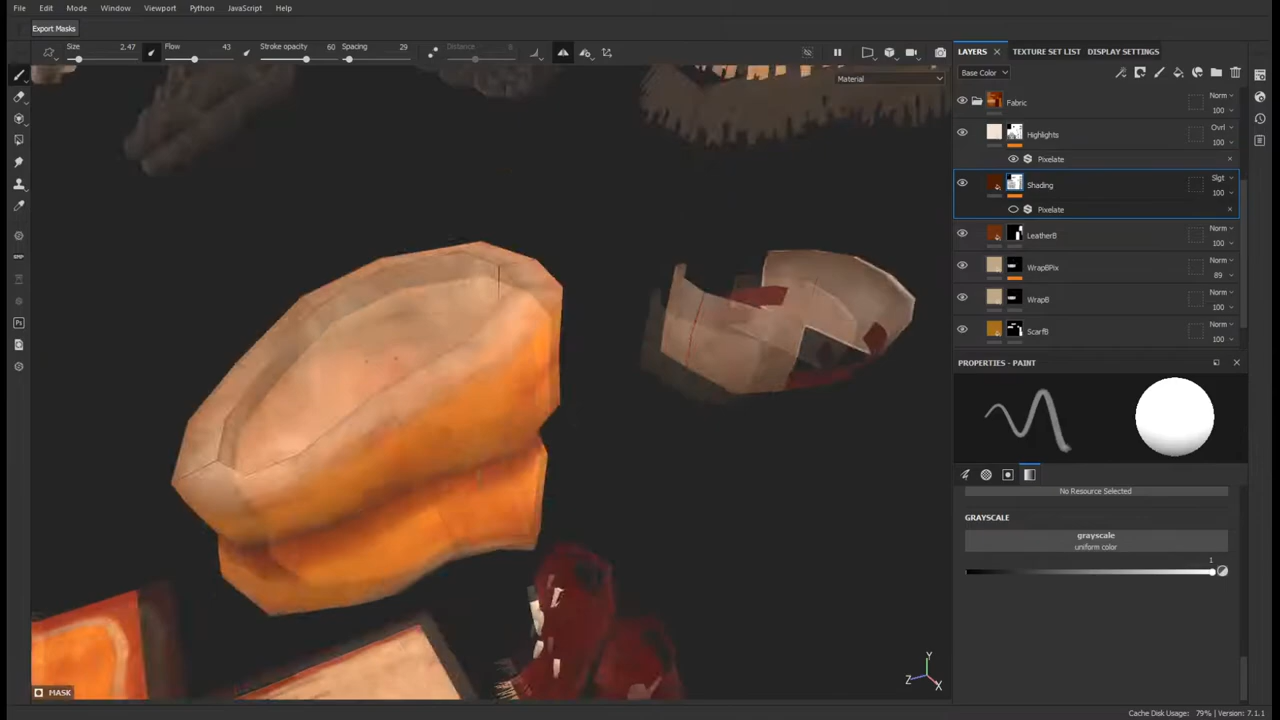 File Edit Mode Window Viewport Python JavaScript Help
Export Masks
Size 2.47 Flow 43 Stroke opacity 60 Spacing 29 Distance 8
Material
LAYERS × TEXTURE SET LIST DISPLAY SETTINGS
Base Color
Fabric Norm 100
Highlights Ovrl 100
Pixelate ×
Shading Slgt 100
Pixelate ×
LeatherB Norm 100
WrapBPix Norm 89
WrapB Norm 100
ScarfB Norm 100
PROPERTIES - PAINT
No Resource Selected
GRAYSCALE
grayscale
uniform color
1
Ps
Y
Z X
MASK
Cache Disk Usage: 79% | Version: 7.1.1